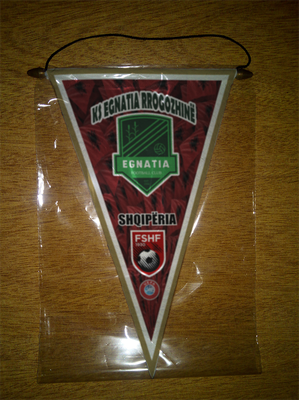 KS EGNATIA RROGOZHINË
EGNATIA
SHQIPËRIA
FSHF